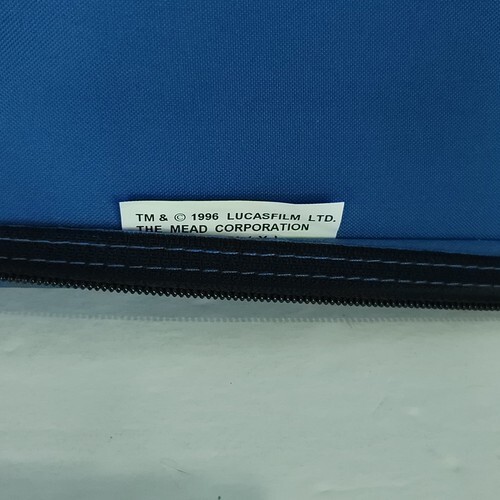 TM & © 1996 LUCASFILM LTD.
THE MEAD CORPORATION